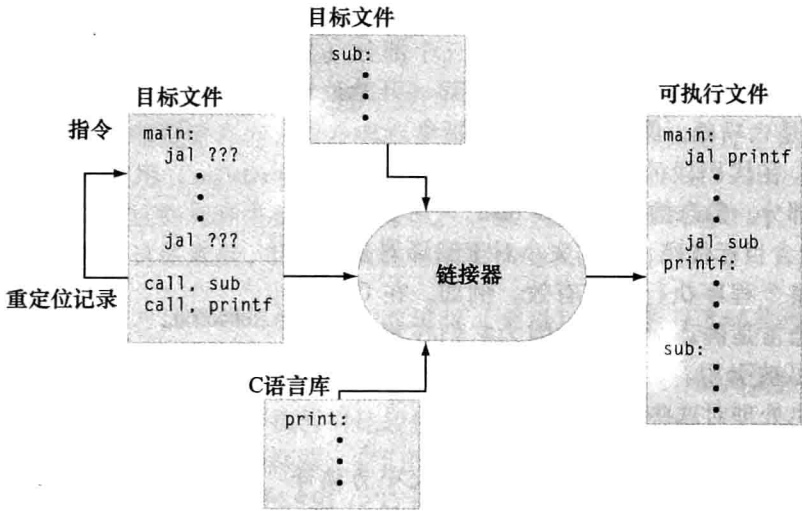 目标文件
sub:
目标文件
指令
main:
jal ???
jal ???
重定位记录
call, sub
call, printf
链接器
C语言库
print:
可执行文件
main:
jal printf
jal sub
printf:
sub: